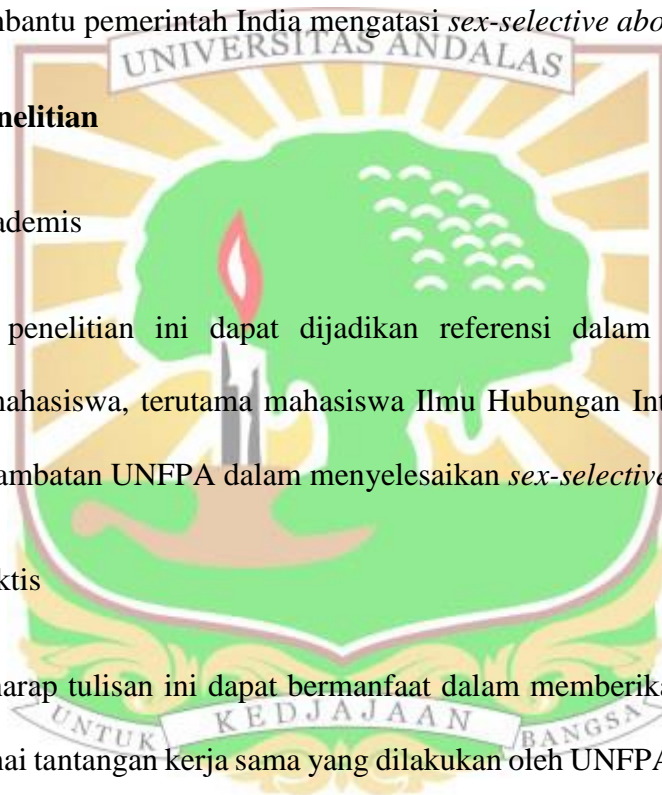 mbantu pemerintah India mengatasi sex-selective abo
UNIVERSITAS ANDALAS
nelitian
ademis
penelitian ini dapat dijadikan referensi dalam
mahasiswa, terutama mahasiswa Ilmu Hubungan Int
ambatan UNFPA dalam menyelesaikan sex-selective
ktis
harap tulisan ini dapat bermanfaat dalam memberika
UNTUK KEDJAJAAN BANGSA
nai tantangan kerja sama yang dilakukan oleh UNFPA